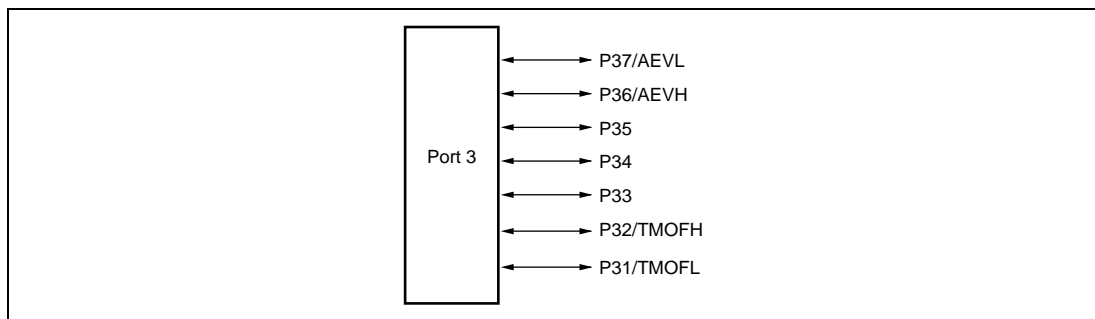 Port 3
P37/AEVL
P36/AEVH
P35
P34
P33
P32/TMOFH
P31/TMOFL